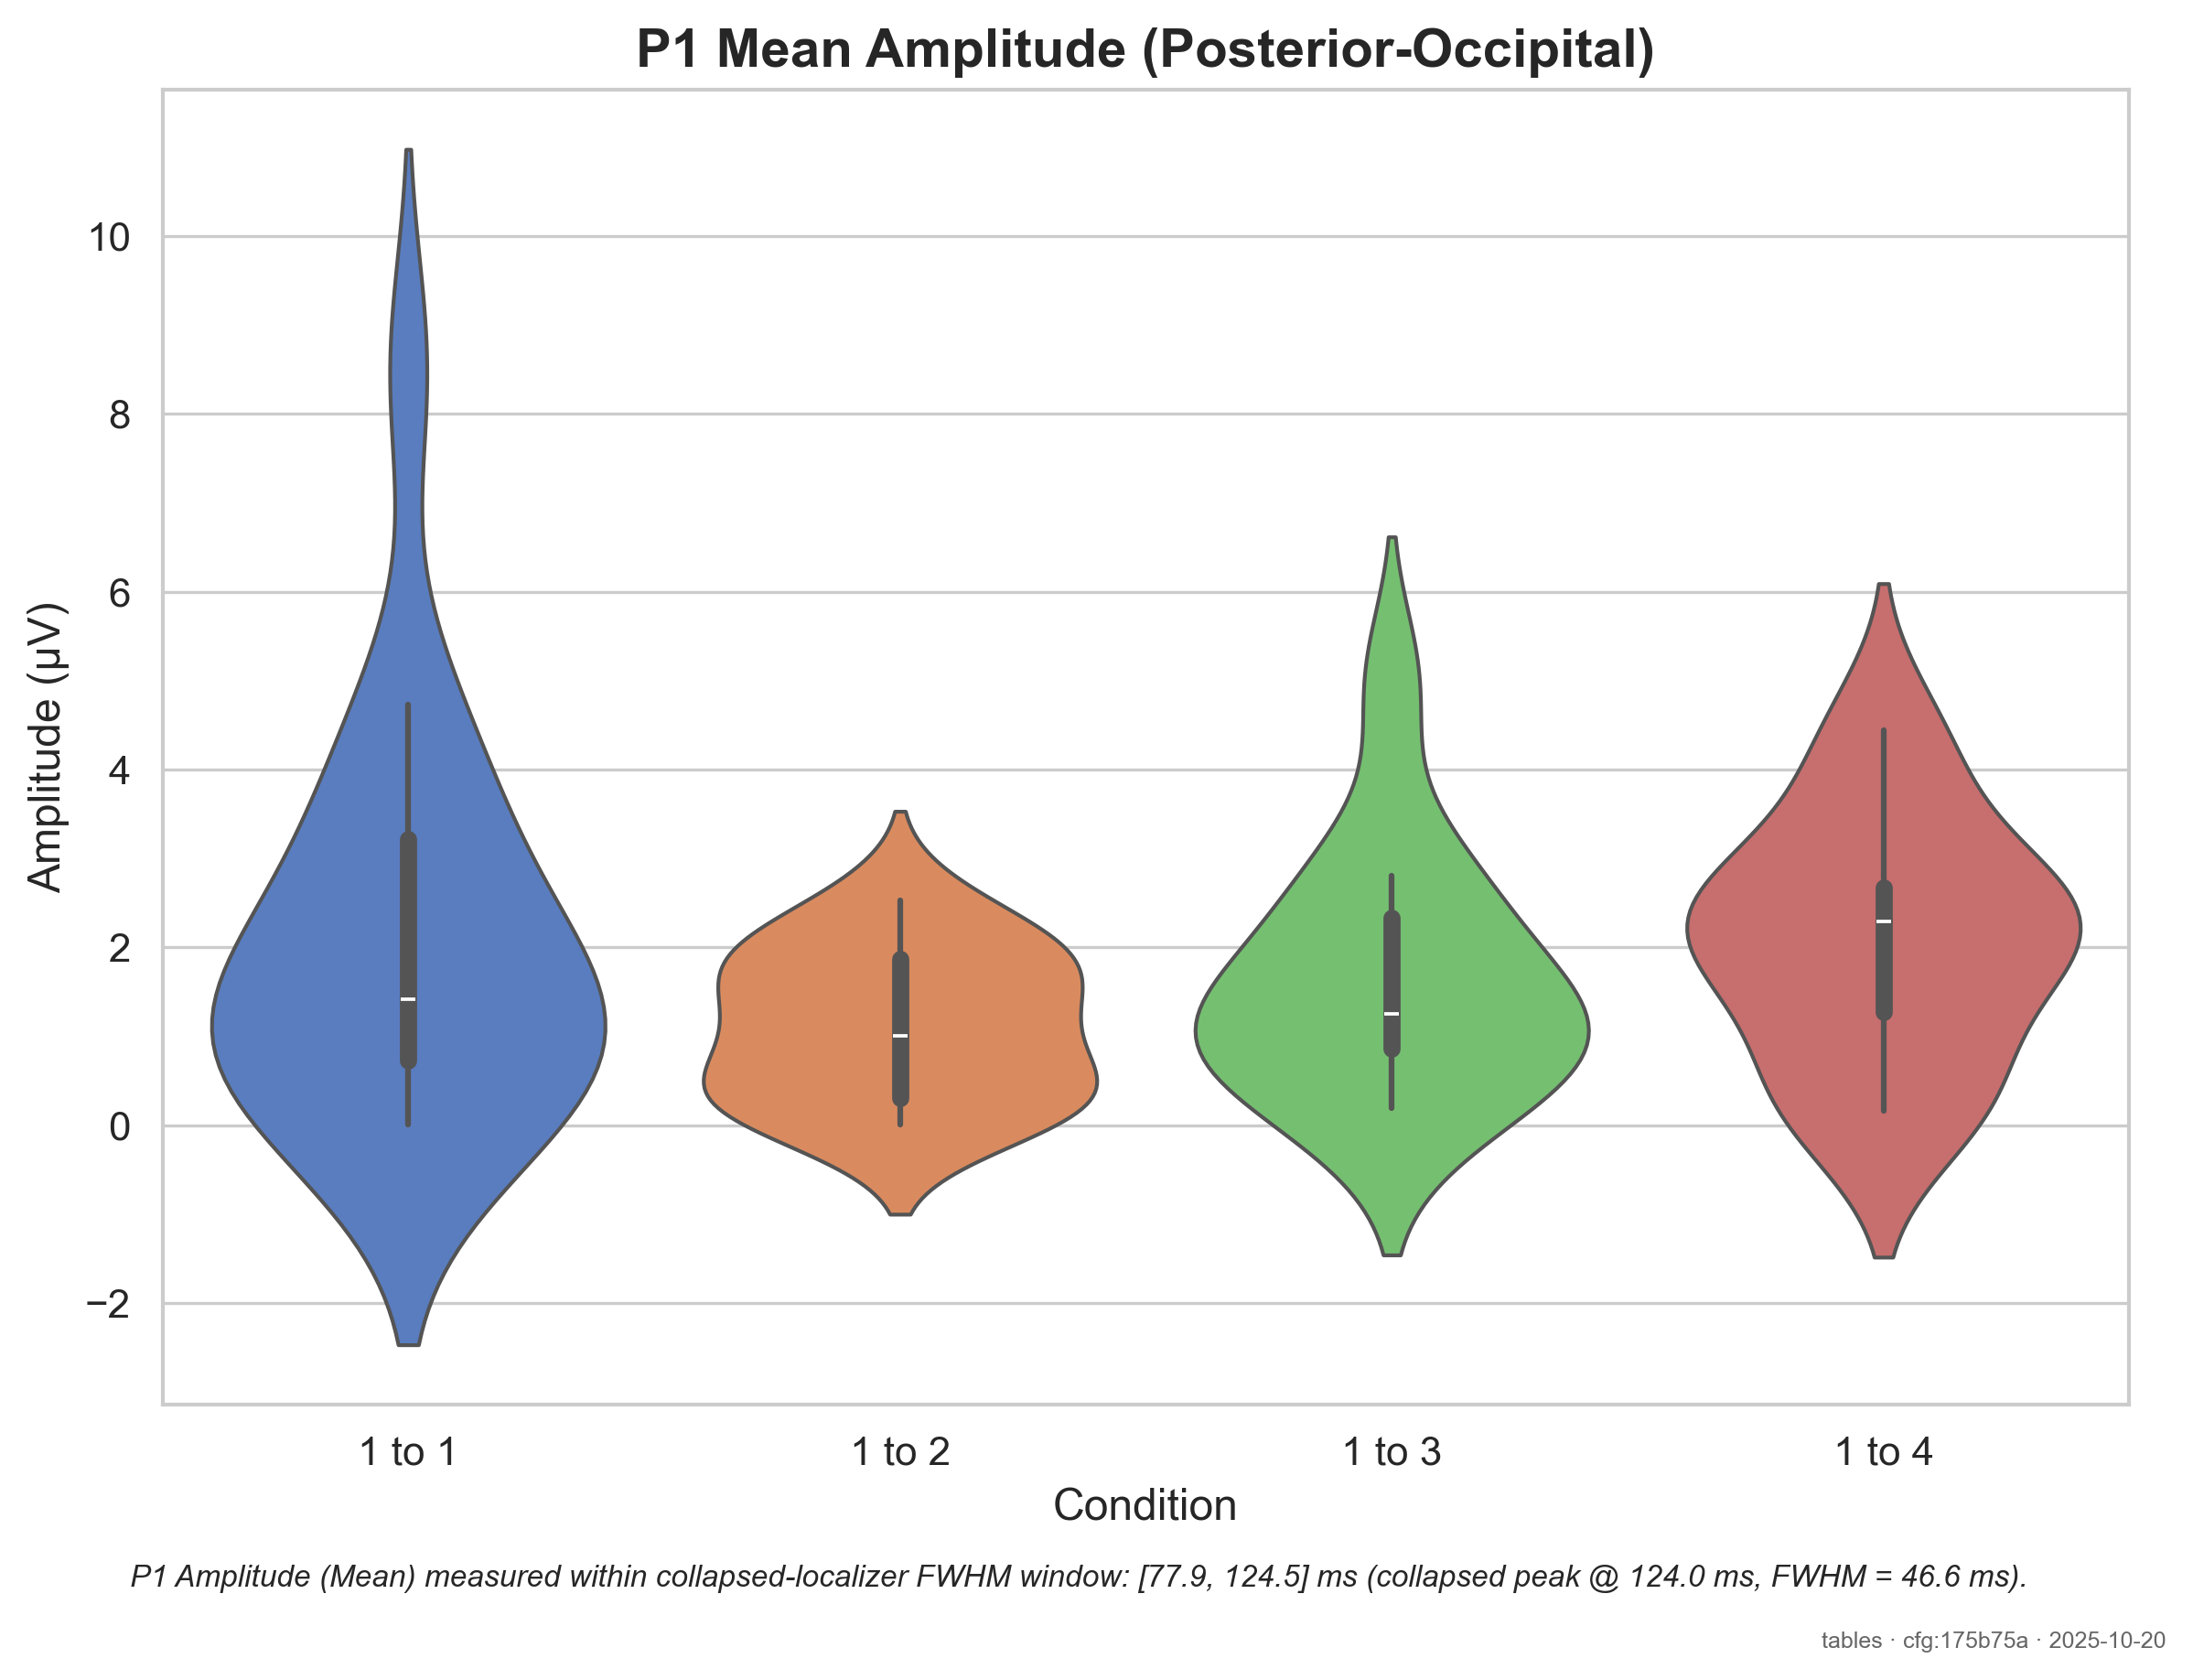 P1 Mean Amplitude (Posterior-Occipital)
Amplitude (µV)
10
8
6
4
2
0
−2
1 to 1
1 to 2
1 to 3
1 to 4
Condition
P1 Amplitude (Mean) measured within collapsed-localizer FWHM window: [77.9, 124.5] ms (collapsed peak @ 124.0 ms, FWHM = 46.6 ms).
tables · cfg:175b75a · 2025-10-20